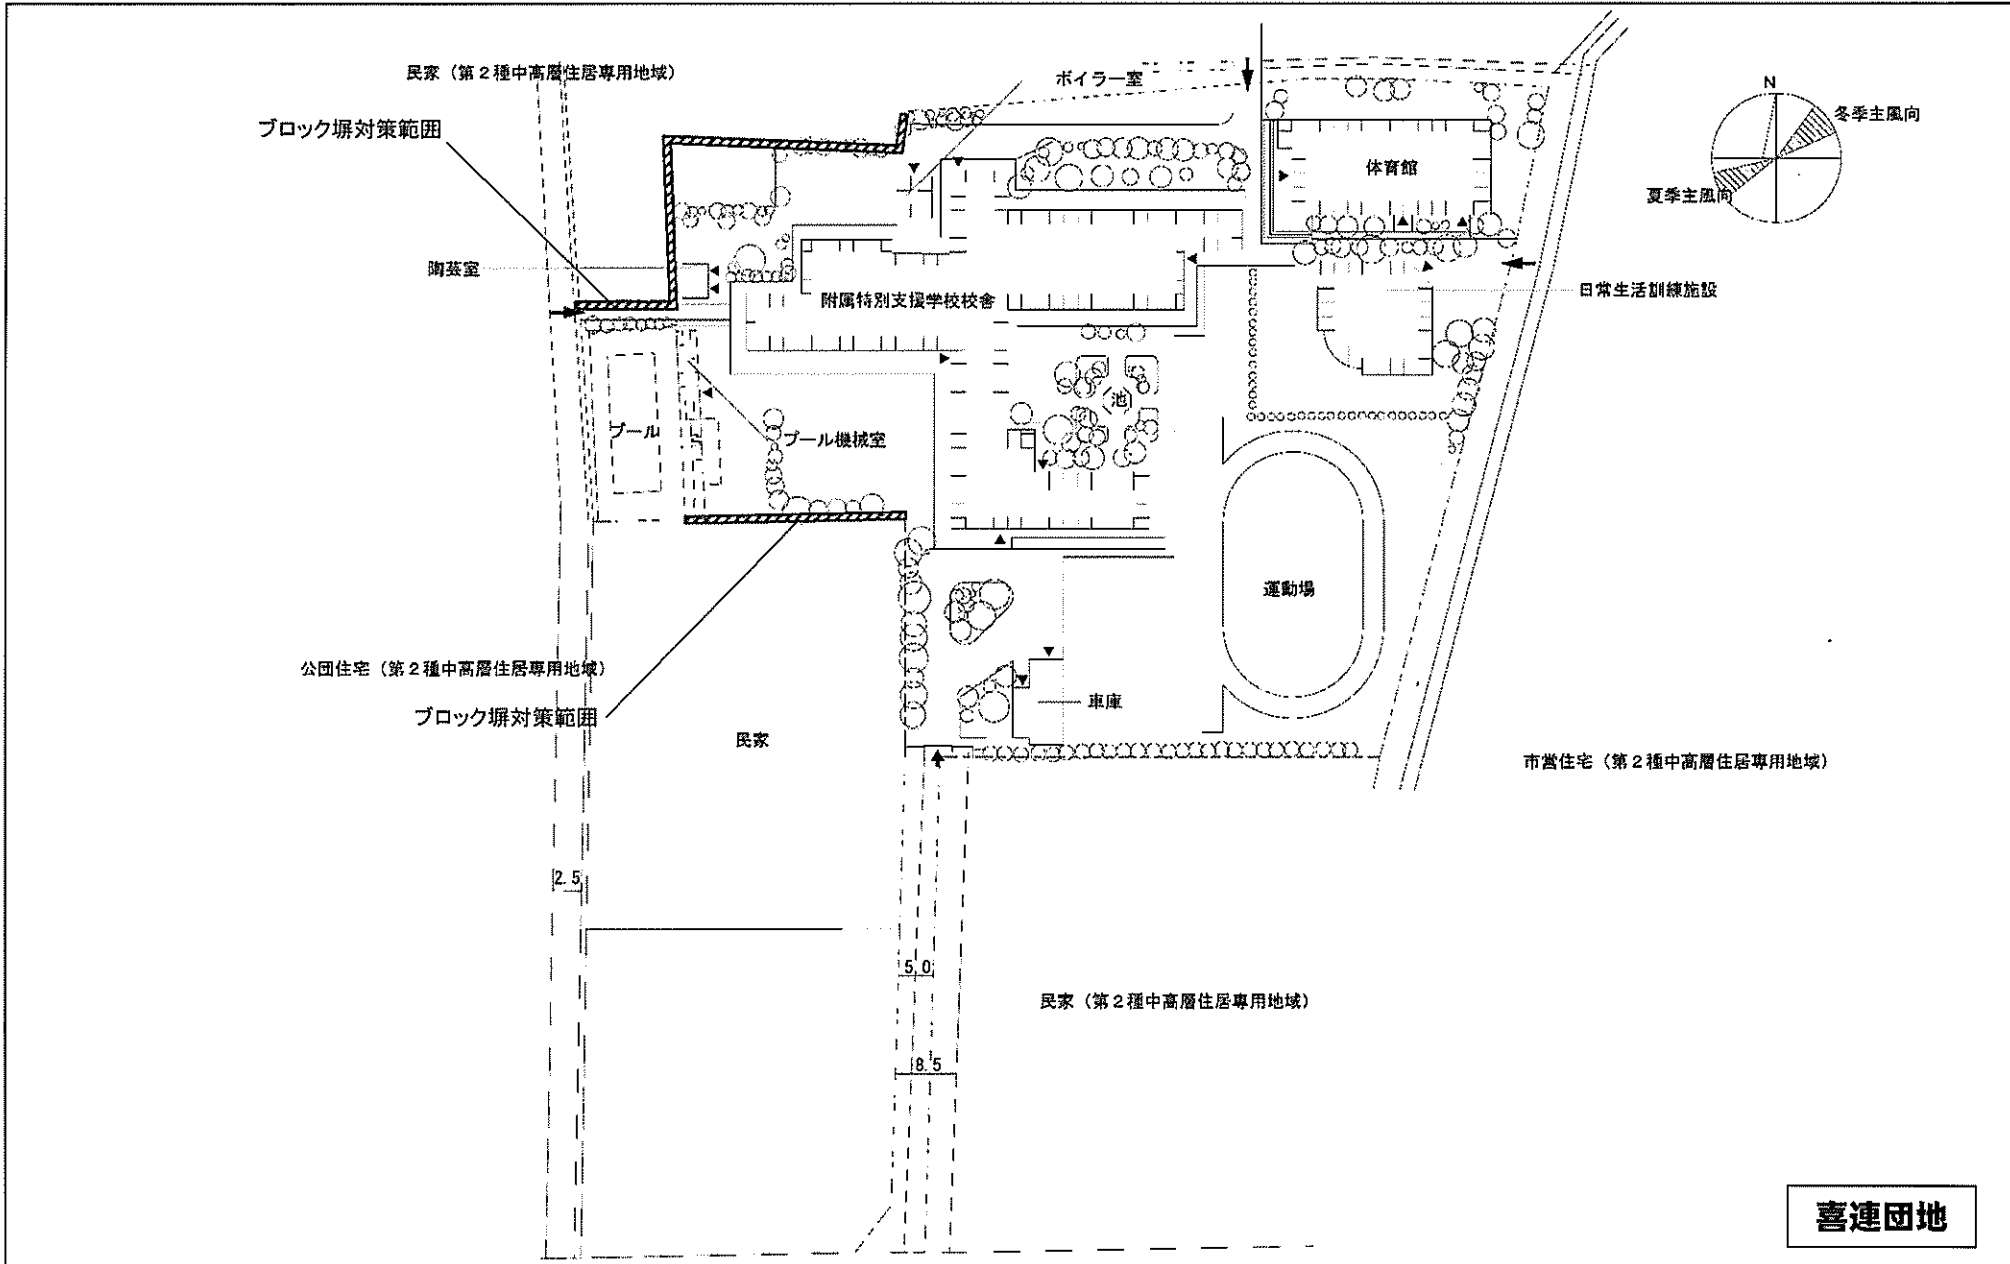 民家（第２種中高層住居専用地域）
ボイラー室
N
冬季主風向
ブロック塀対策範囲
体育館
夏季主風向
陶芸室
附属特別支援学校校舎
日常生活訓練施設
池
プール
プール機械室
運動場
公団住宅（第２種中高層住居専用地域）
車庫
ブロック塀対策範囲
民家
市営住宅（第２種中高層住居専用地域）
2.5
5.0
民家（第２種中高層住居専用地域）
8.5
喜連団地